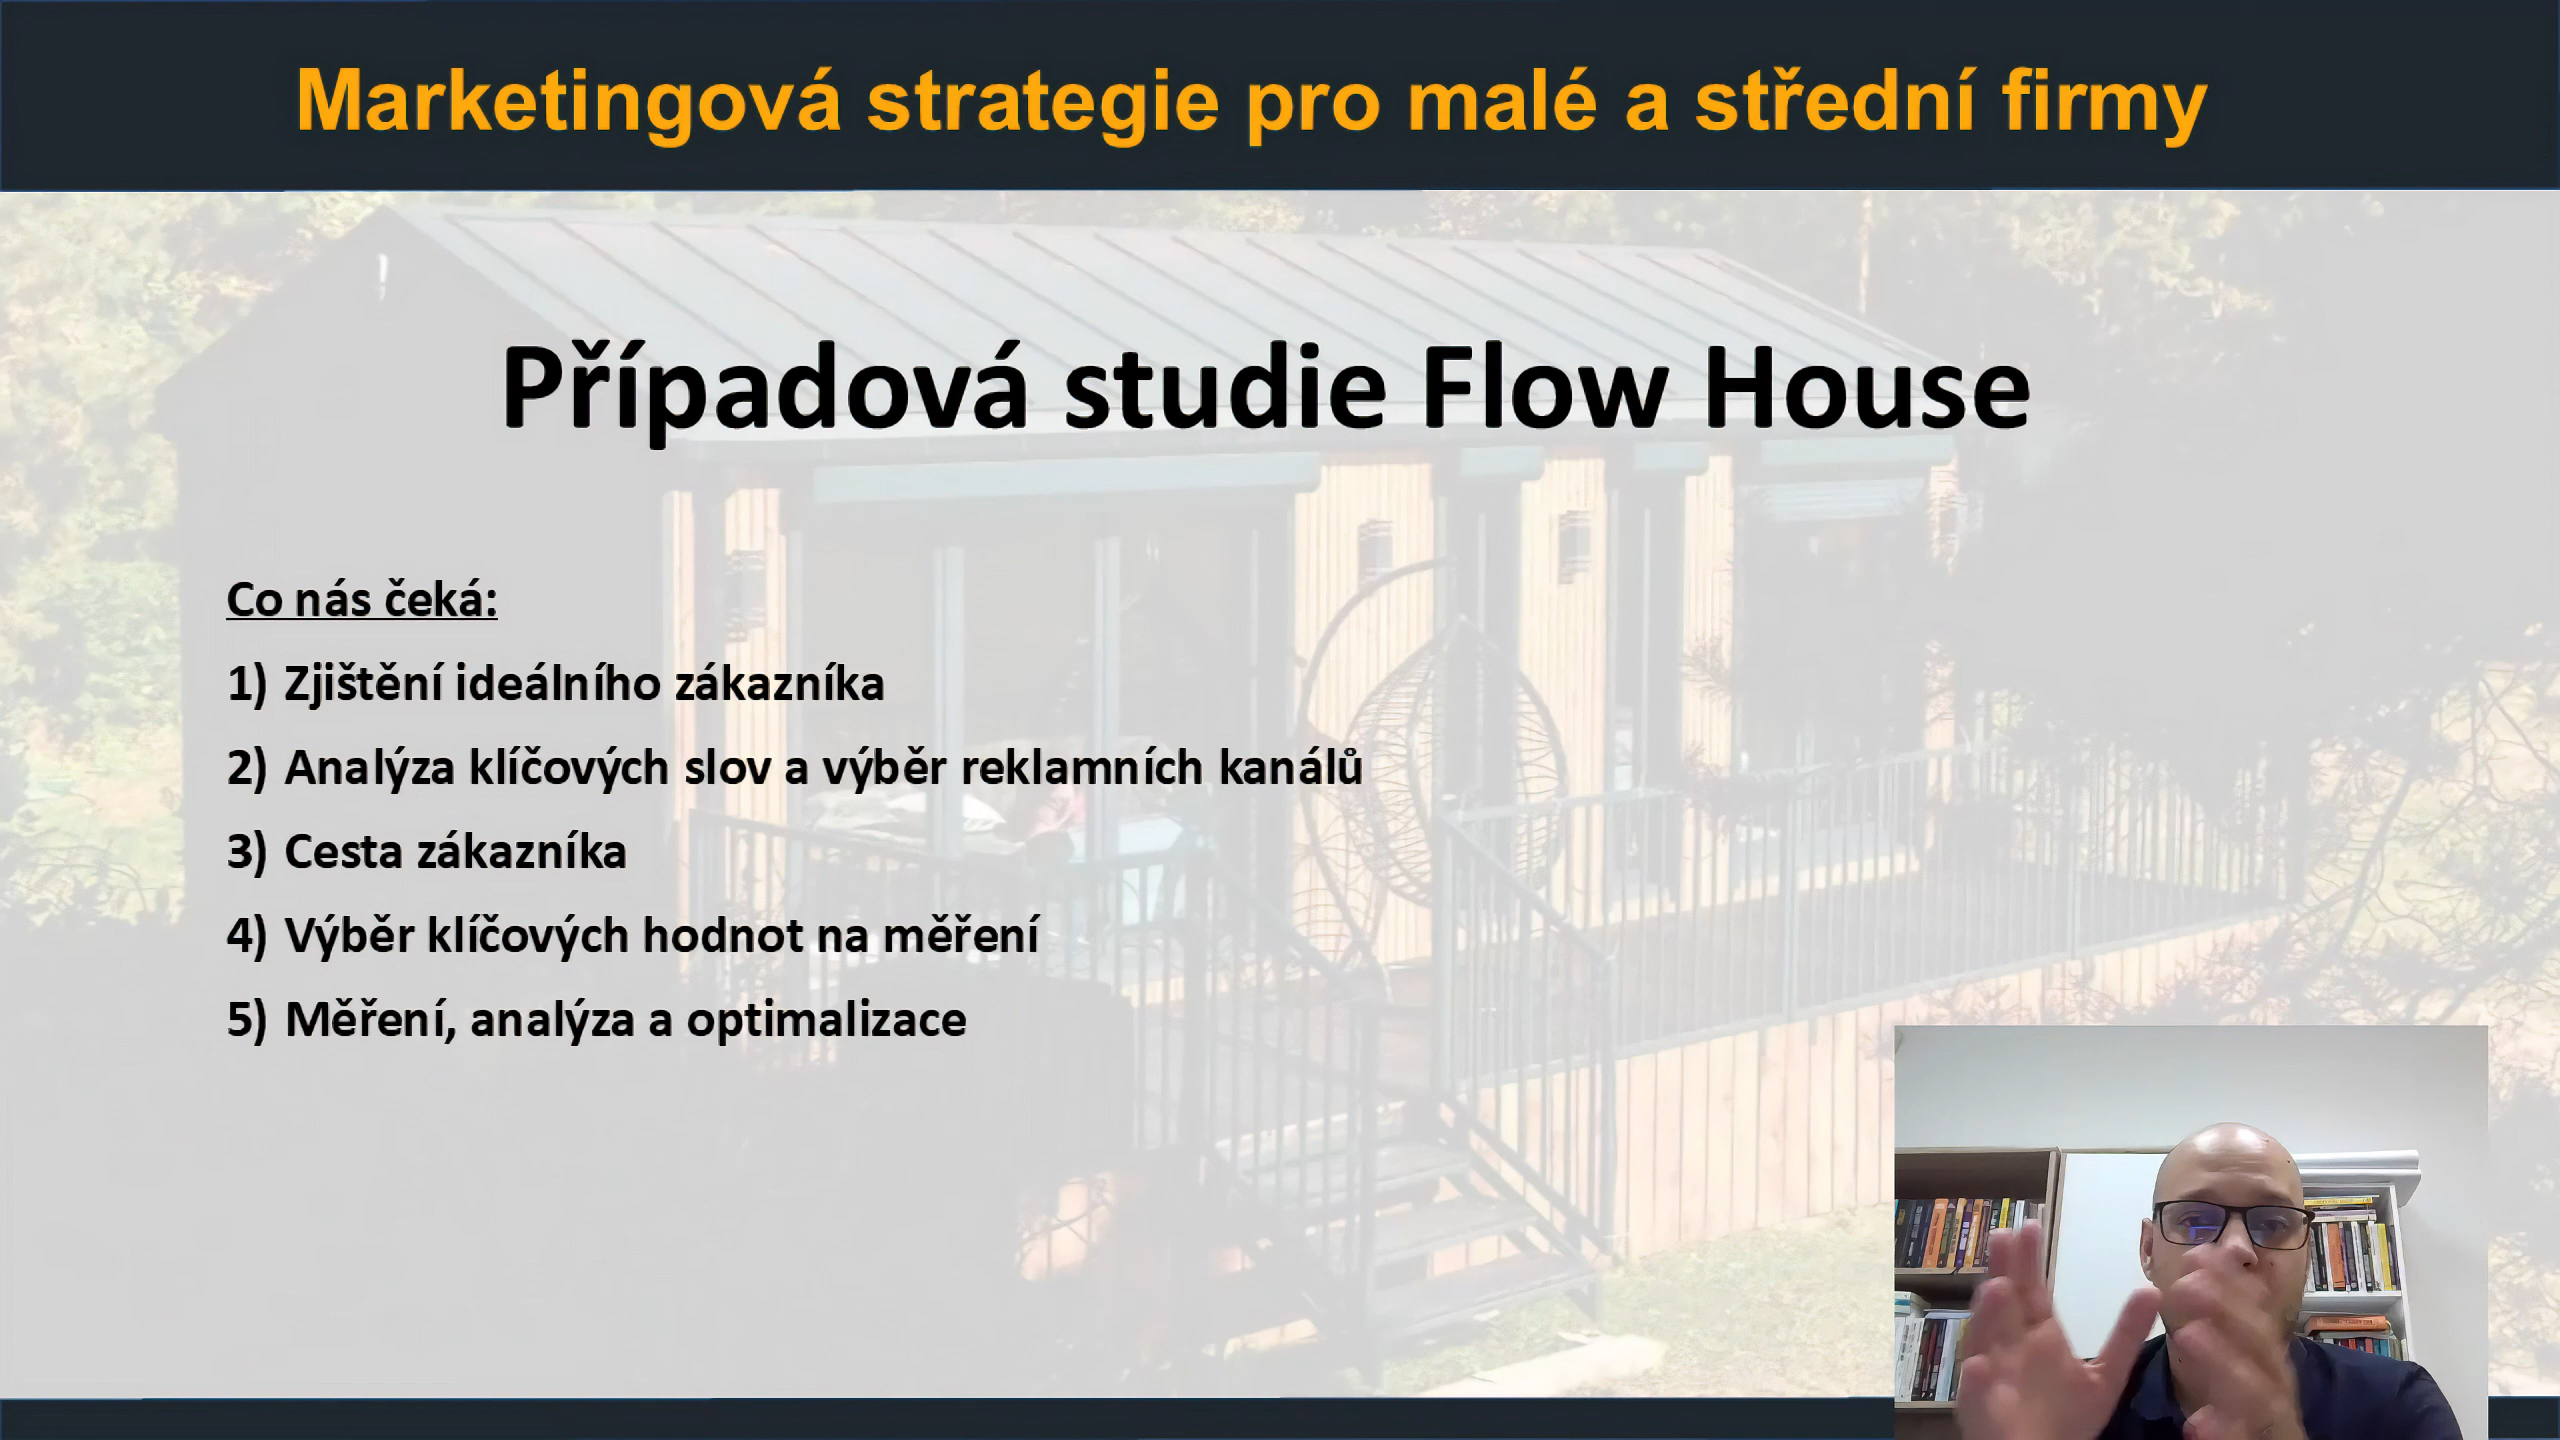 Marketingová strategie pro malé a střední firmy
Případová studie Flow House
Co nás čeká:
1) Zjištění ideálního zákazníka
2) Analýza klíčových slov a výběr reklamních kanálů
3) Cesta zákazníka
4) Výběr klíčových hodnot na měření
5) Měření, analýza a optimalizace